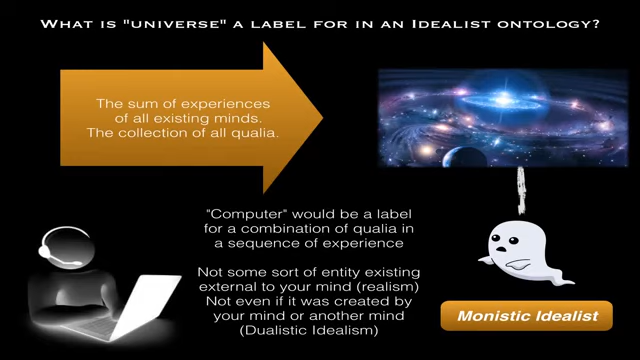 What is "universe" a label for in an Idealist ontology?
The sum of experiences
of all existing minds.
The collection of all qualia.
"Computer" would be a label
for a combination of qualia in
a sequence of experience
Not some sort of entity existing
external to your mind (realism)
Not even if it was created by
your mind or another mind
(Dualistic Idealism)
Monistic Idealist